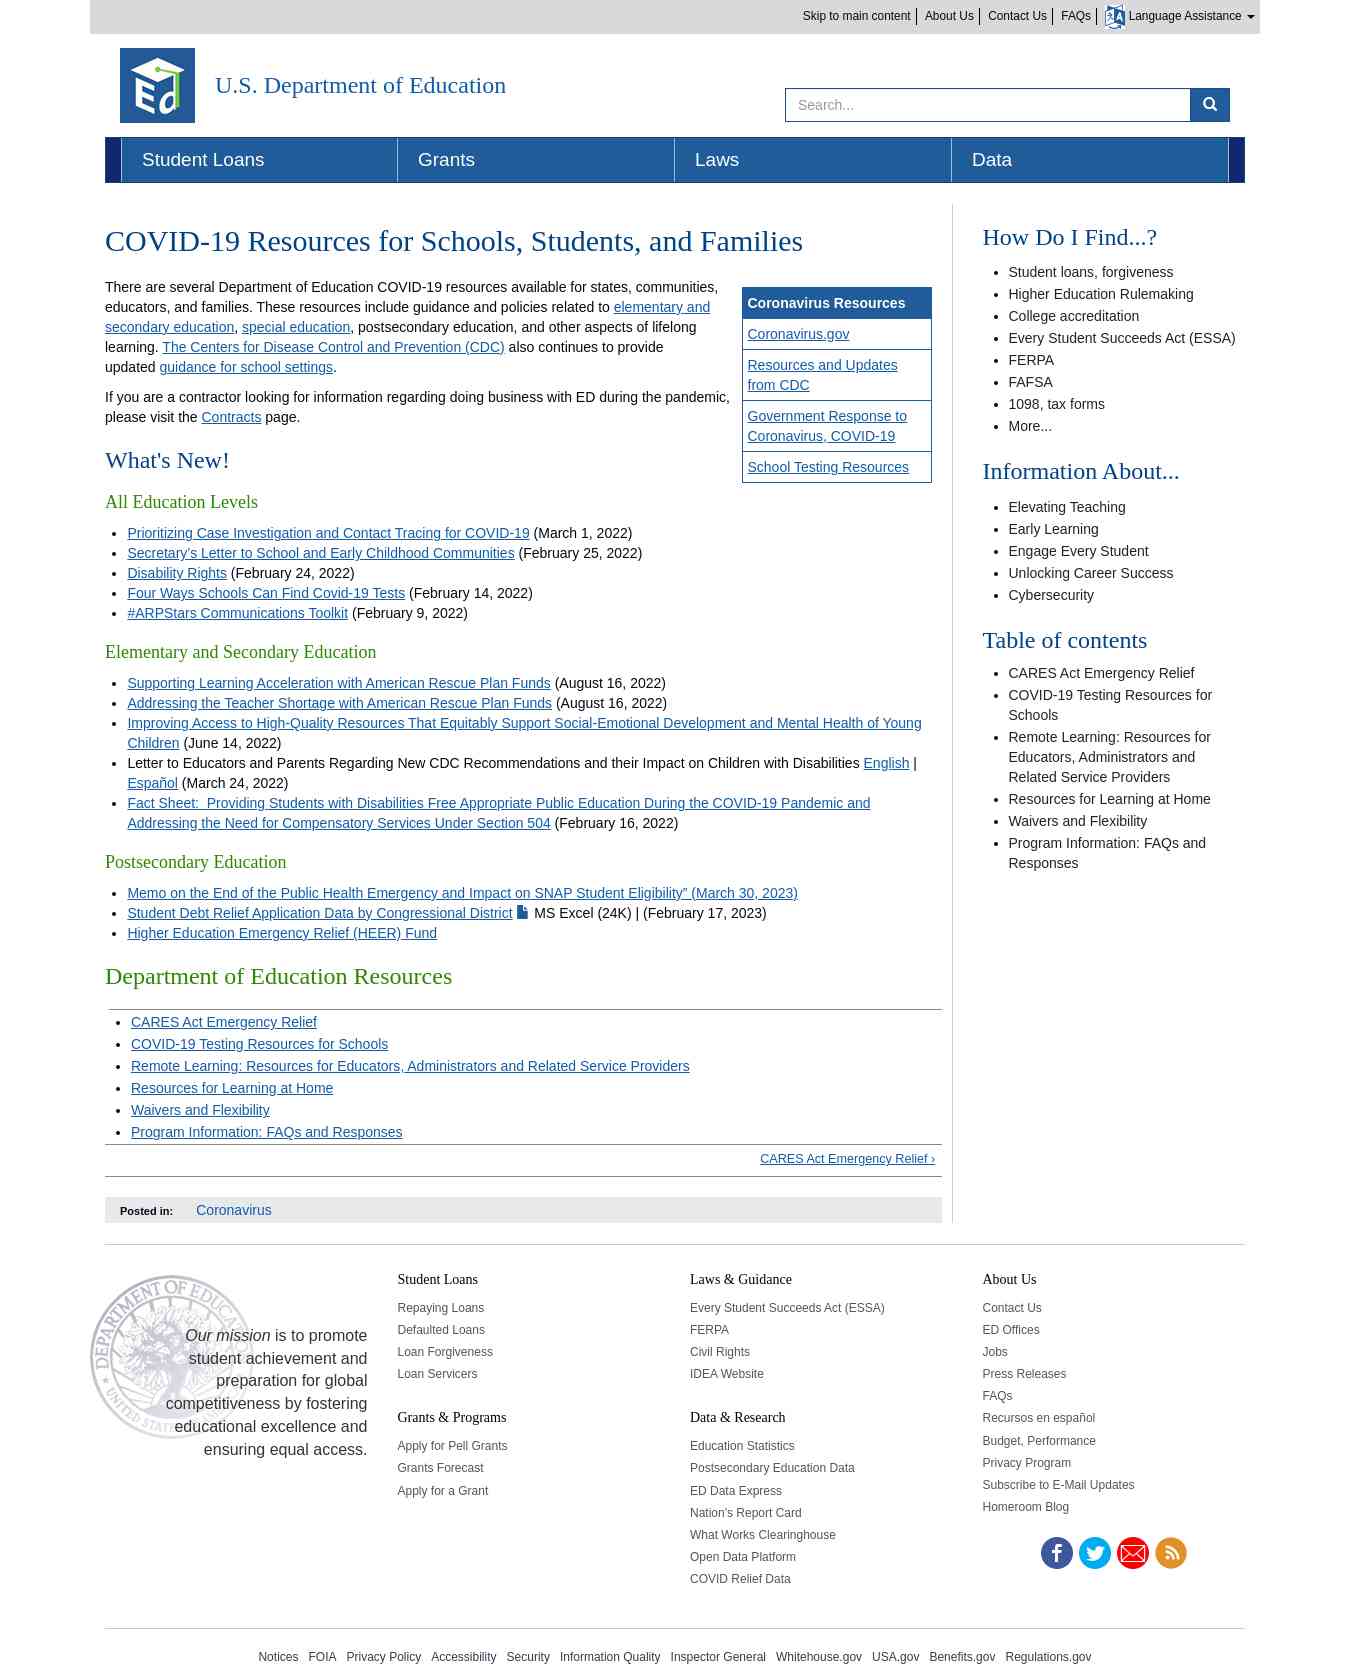 Skip to main content
About Us
Contact Us
FAQs
Language Assistance
Ed
U.S. Department of Education
Search...
Student Loans
Grants
Laws
Data
COVID-19 Resources for Schools, Students, and Families
There are several Department of Education COVID-19 resources available for states, communities,
educators, and families. These resources include guidance and policies related to elementary and
secondary education, special education, postsecondary education, and other aspects of lifelong
learning. The Centers for Disease Control and Prevention (CDC) also continues to provide
updated guidance for school settings.
If you are a contractor looking for information regarding doing business with ED during the pandemic,
please visit the Contracts page.
Coronavirus Resources
Coronavirus.gov
Resources and Updates
from CDC
Government Response to
Coronavirus, COVID-19
School Testing Resources
What's New!
All Education Levels
Prioritizing Case Investigation and Contact Tracing for COVID-19 (March 1, 2022)
Secretary's Letter to School and Early Childhood Communities (February 25, 2022)
Disability Rights (February 24, 2022)
Four Ways Schools Can Find Covid-19 Tests (February 14, 2022)
#ARPStars Communications Toolkit (February 9, 2022)
Elementary and Secondary Education
Supporting Learning Acceleration with American Rescue Plan Funds (August 16, 2022)
Addressing the Teacher Shortage with American Rescue Plan Funds (August 16, 2022)
Improving Access to High-Quality Resources That Equitably Support Social-Emotional Development and Mental Health of Young
Children (June 14, 2022)
Letter to Educators and Parents Regarding New CDC Recommendations and their Impact on Children with Disabilities English |
Español (March 24, 2022)
Fact Sheet:  Providing Students with Disabilities Free Appropriate Public Education During the COVID-19 Pandemic and
Addressing the Need for Compensatory Services Under Section 504 (February 16, 2022)
Postsecondary Education
Memo on the End of the Public Health Emergency and Impact on SNAP Student Eligibility" (March 30, 2023)
Student Debt Relief Application Data by Congressional District MS Excel (24K) | (February 17, 2023)
Higher Education Emergency Relief (HEER) Fund
Department of Education Resources
CARES Act Emergency Relief
COVID-19 Testing Resources for Schools
Remote Learning: Resources for Educators, Administrators and Related Service Providers
Resources for Learning at Home
Waivers and Flexibility
Program Information: FAQs and Responses
CARES Act Emergency Relief ›
Posted in: Coronavirus
How Do I Find...?
Student loans, forgiveness
Higher Education Rulemaking
College accreditation
Every Student Succeeds Act (ESSA)
FERPA
FAFSA
1098, tax forms
More...
Information About...
Elevating Teaching
Early Learning
Engage Every Student
Unlocking Career Success
Cybersecurity
Table of contents
CARES Act Emergency Relief
COVID-19 Testing Resources for
Schools
Remote Learning: Resources for
Educators, Administrators and
Related Service Providers
Resources for Learning at Home
Waivers and Flexibility
Program Information: FAQs and
Responses
DEPARTMENT OF EDUCATION
UNITED STATES
Our mission is to promote
student achievement and
preparation for global
competitiveness by fostering
educational excellence and
ensuring equal access.
Student Loans
Repaying Loans
Defaulted Loans
Loan Forgiveness
Loan Servicers
Grants & Programs
Apply for Pell Grants
Grants Forecast
Apply for a Grant
Laws & Guidance
Every Student Succeeds Act (ESSA)
FERPA
Civil Rights
IDEA Website
Data & Research
Education Statistics
Postsecondary Education Data
ED Data Express
Nation's Report Card
What Works Clearinghouse
Open Data Platform
COVID Relief Data
About Us
Contact Us
ED Offices
Jobs
Press Releases
FAQs
Recursos en español
Budget, Performance
Privacy Program
Subscribe to E-Mail Updates
Homeroom Blog
Notices FOIA Privacy Policy Accessibility Security Information Quality Inspector General Whitehouse.gov USA.gov Benefits.gov Regulations.gov